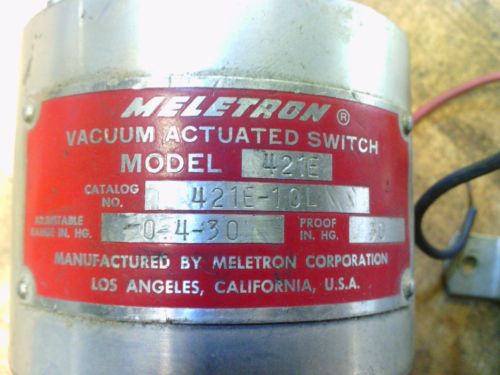 MELETRON ®
VACUUM ACTUATED SWITCH
MODEL 421E
CATALOG NO. 421E-10L
ADJUSTABLE RANGE IN. HG. -0-4-30 PROOF IN. HG. 30
MANUFACTURED BY MELETRON CORPORATION
LOS ANGELES, CALIFORNIA, U.S.A.